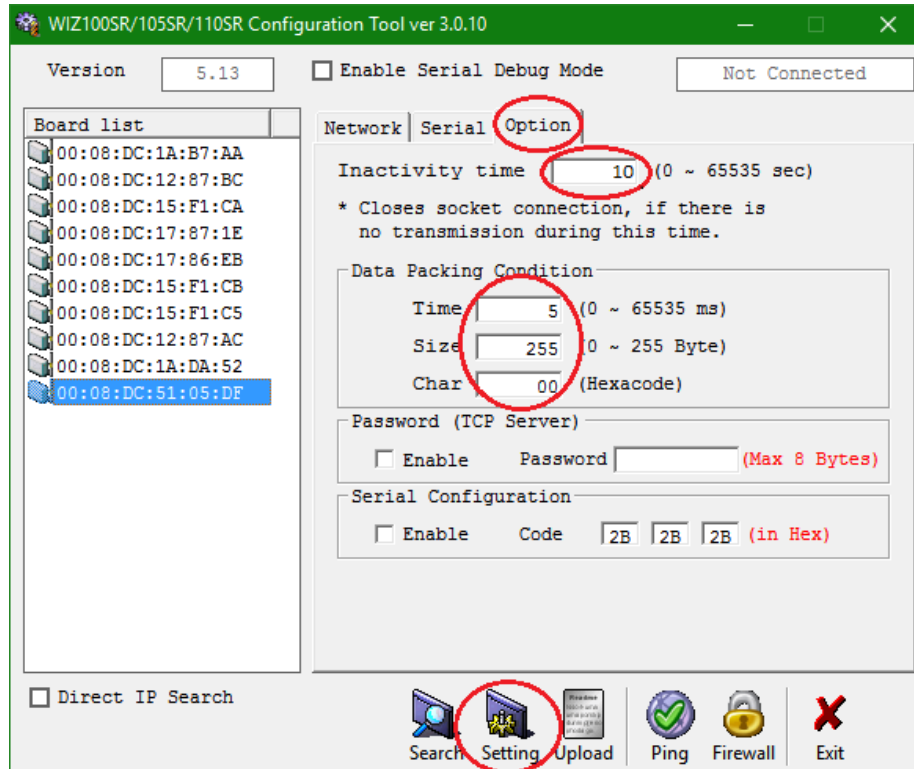 WIZ100SR/105SR/110SR Configuration Tool ver 3.0.10
Version 5.13
Enable Serial Debug Mode
Not Connected
Board list
00:08:DC:1A:B7:AA
00:08:DC:12:87:BC
00:08:DC:15:F1:CA
00:08:DC:17:87:1E
00:08:DC:17:86:EB
00:08:DC:15:F1:CB
00:08:DC:15:F1:C5
00:08:DC:12:87:AC
00:08:DC:1A:DA:52
00:08:DC:51:05:DF
Network Serial Option
Inactivity time 10 (0 ~ 65535 sec)
* Closes socket connection, if there is
no transmission during this time.
Data Packing Condition
Time 5 (0 ~ 65535 ms)
Size 255 (0 ~ 255 Byte)
Char 00 (Hexacode)
Password (TCP Server)
Enable Password (Max 8 Bytes)
Serial Configuration
Enable Code 2B 2B 2B (in Hex)
Direct IP Search
Search Setting Upload Ping Firewall Exit